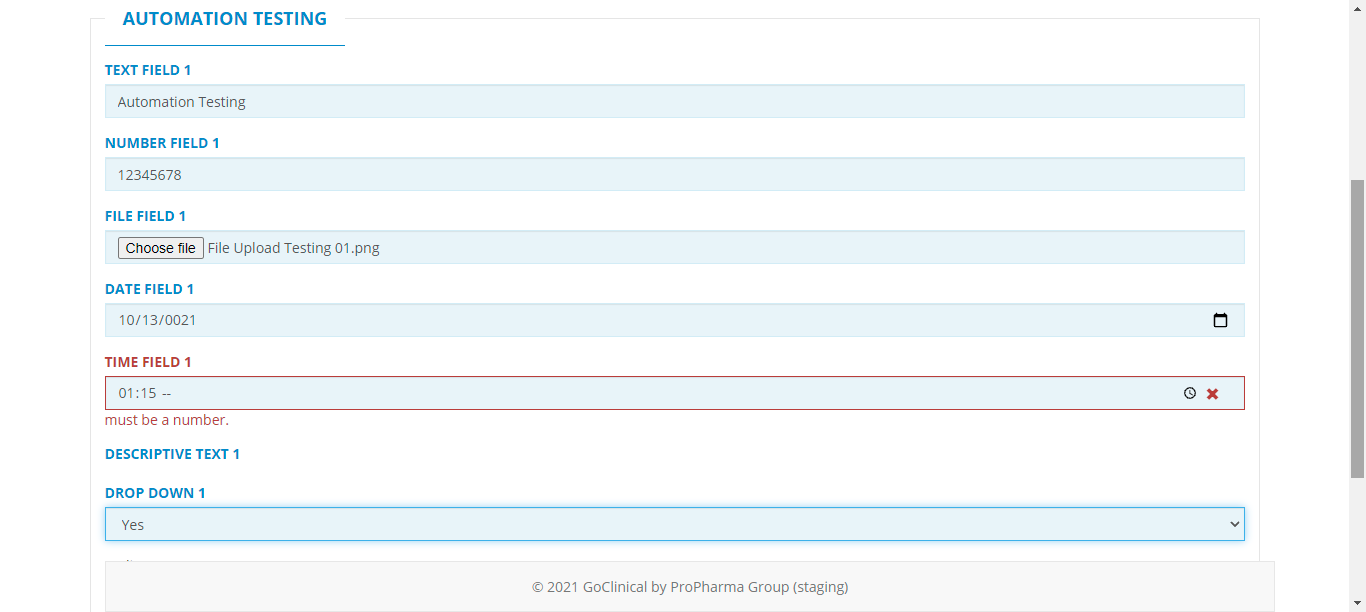 AUTOMATION TESTING
TEXT FIELD 1
Automation Testing
NUMBER FIELD 1
12345678
FILE FIELD 1
Choose file File Upload Testing 01.png
DATE FIELD 1
10/13/0021
TIME FIELD 1
01:15 --
must be a number.
DESCRIPTIVE TEXT 1
DROP DOWN 1
Yes
© 2021 GoClinical by ProPharma Group (staging)